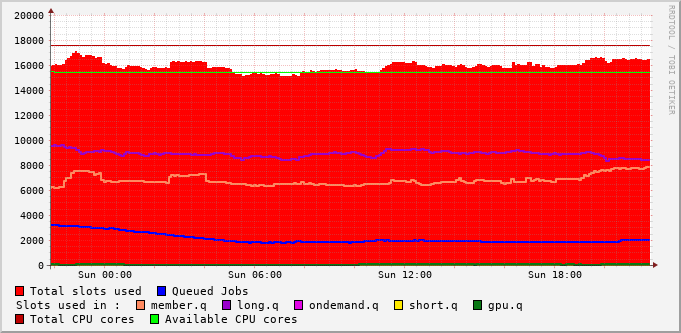 RRDTOOL / TOBI OETIKER
20000
18000
16000
14000
12000
10000
8000
6000
4000
2000
0
Sun 00:00 Sun 06:00 Sun 12:00 Sun 18:00
Total slots used Queued Jobs
Slots used in : member.q long.q ondemand.q short.q gpu.q
Total CPU cores Available CPU cores